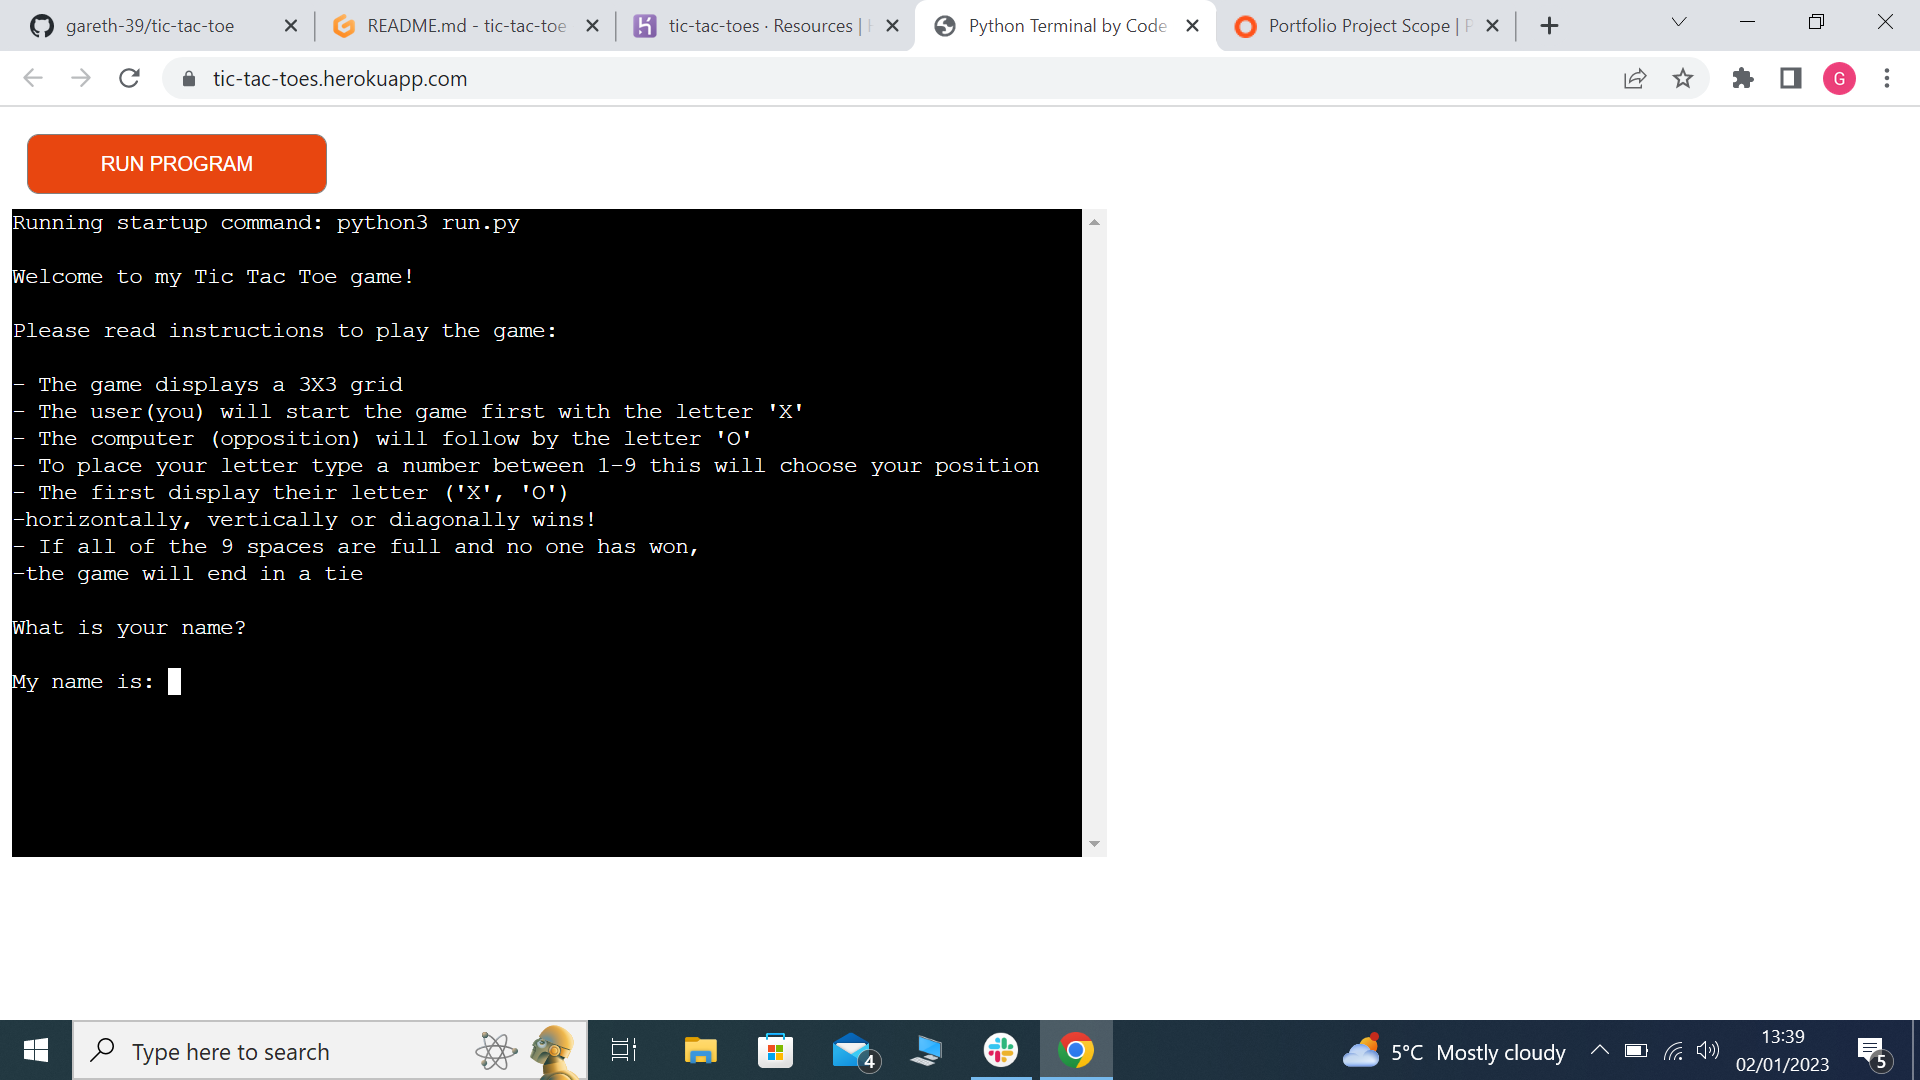 gareth-39/tic-tac-toe
README.md - tic-tac-toe
tic-tac-toes · Resources |
Python Terminal by Code
Portfolio Project Scope |
tic-tac-toes.herokuapp.com
G
RUN PROGRAM
Running startup command: python3 run.py
Welcome to my Tic Tac Toe game!
Please read instructions to play the game:
- The game displays a 3X3 grid
- The user(you) will start the game first with the letter 'X'
- The computer (opposition) will follow by the letter 'O'
- To place your letter type a number between 1-9 this will choose your position
- The first display their letter ('X', 'O')
-horizontally, vertically or diagonally wins!
- If all of the 9 spaces are full and no one has won,
-the game will end in a tie
What is your name?
My name is:
Type here to search
4
5°C Mostly cloudy
13:39
02/01/2023
5